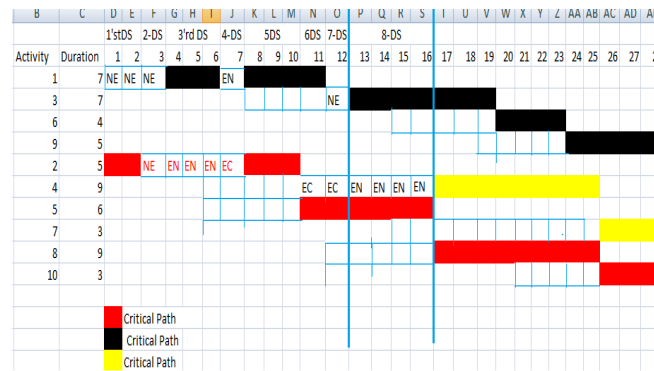 B C D E F G H I J K L M N O P Q R S T U V W X Y Z AA AB AC AD
1'stDS 2-DS 3'rd DS 4-DS 5DS 6DS 7-DS 8-DS
Activity Duration 1 2 3 4 5 6 7 8 9 10 11 12 13 14 15 16 17 18 19 20 21 22 23 24 25 26 27
1 7 NE NE NE EN
3 7 NE
6 4
9 5
2 5 NE EN EN EN EC
4 9 EC EC EN EN EN EN
5 6
7 3
8 9
10 3
Critical Path
Critical Path
Critical Path